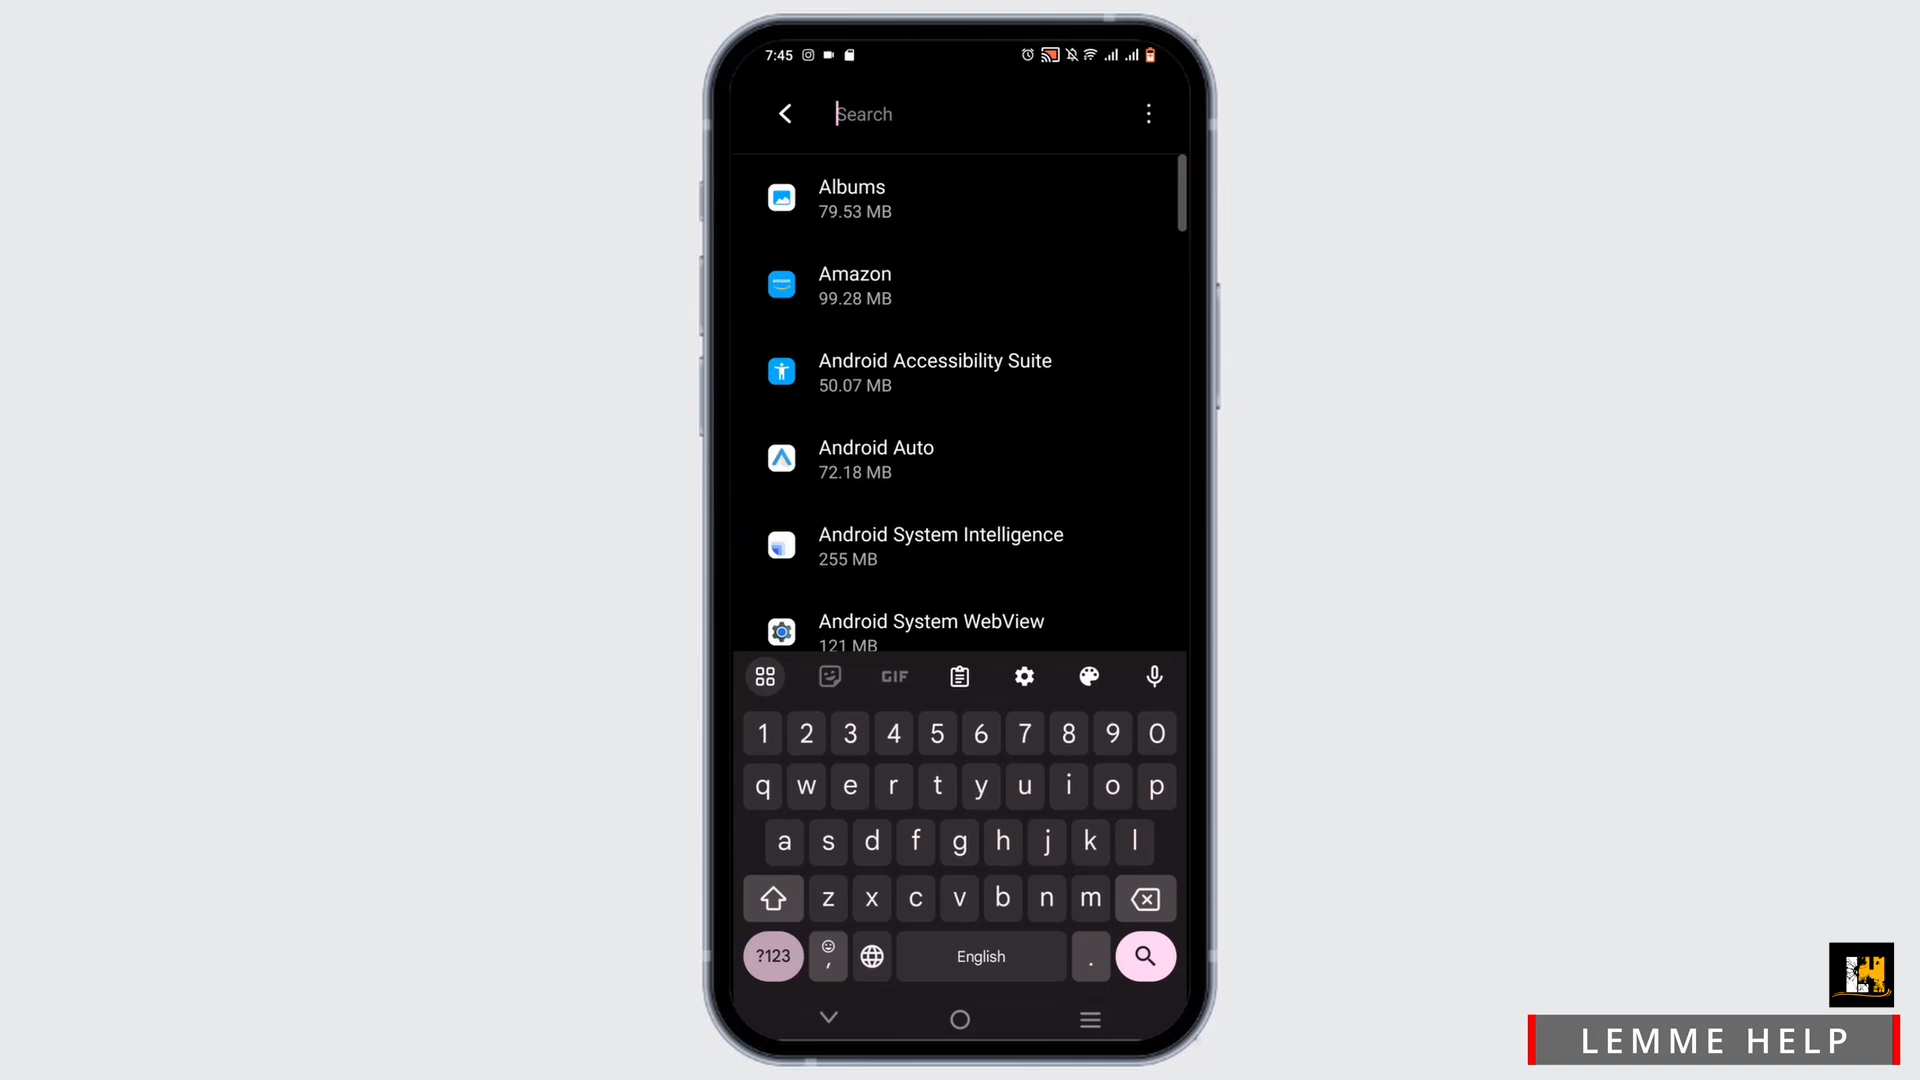 7:45
Search
Albums
79.53 MB
Amazon
99.28 MB
Android Accessibility Suite
50.07 MB
Android Auto
72.18 MB
Android System Intelligence
255 MB
Android System WebView
121 MB
GIF
1 2 3 4 5 6 7 8 9 0
q w e r t y u i o p
a s d f g h j k l
z x c v b n m
?123 , English .
LEMME HELP